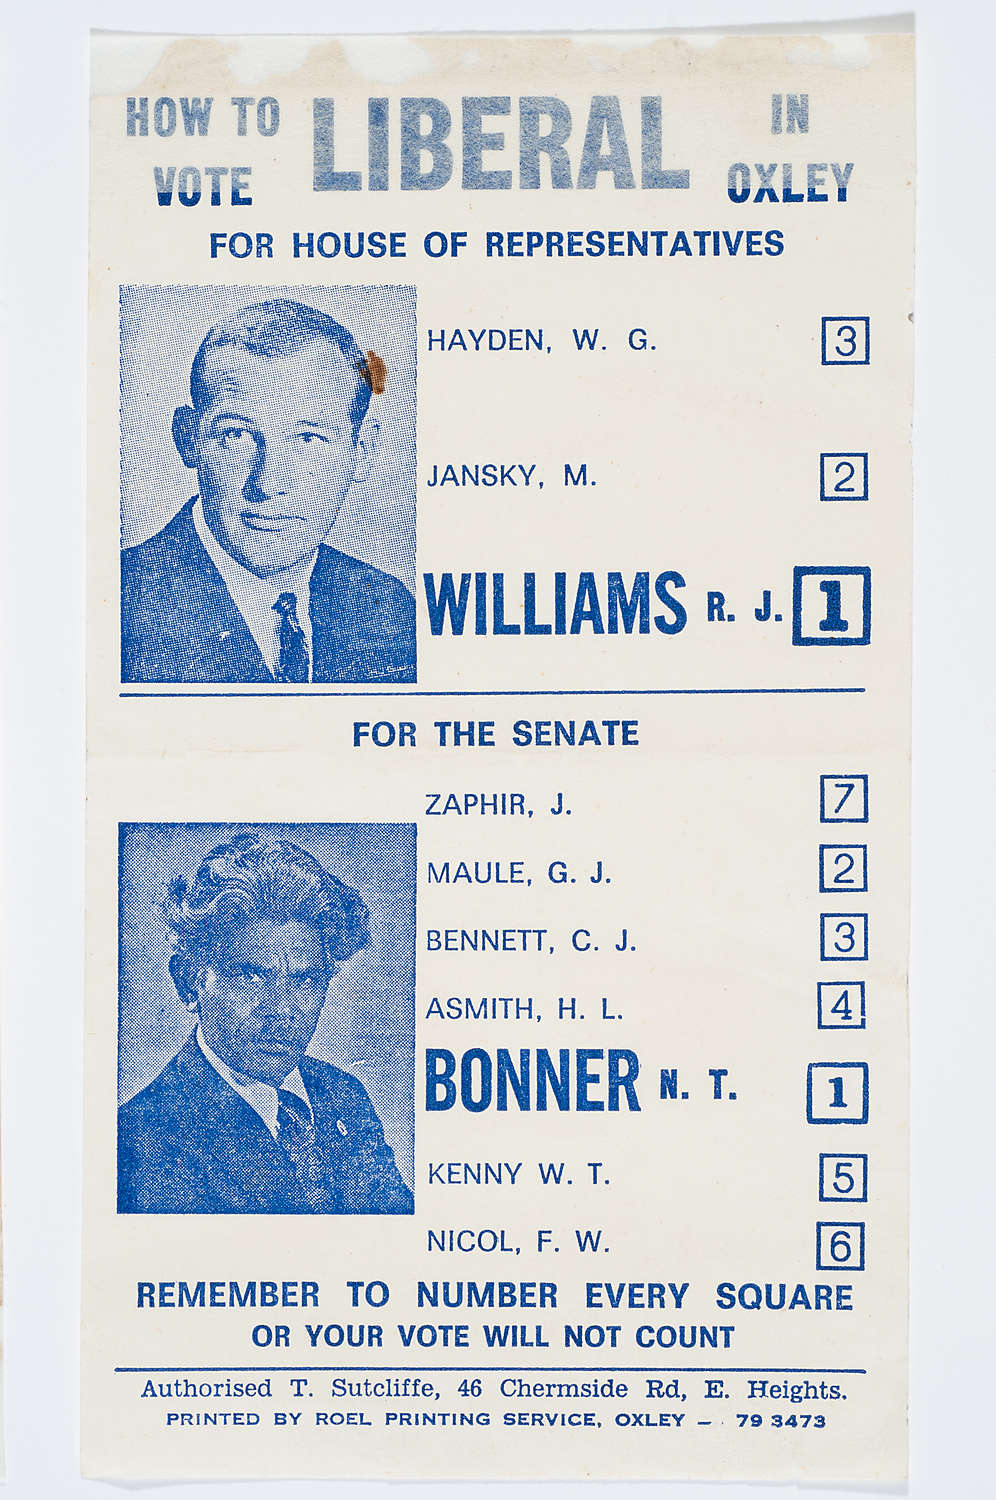 HOW TO VOTE LIBERAL IN OXLEY
FOR HOUSE OF REPRESENTATIVES
HAYDEN, W. G. 3
JANSKY, M. 2
WILLIAMS R. J. 1
FOR THE SENATE
ZAPHIR, J. 7
MAULE, G. J. 2
BENNETT, C. J. 3
ASMITH, H. L. 4
BONNER N. T. 1
KENNY W. T. 5
NICOL, F. W. 6
REMEMBER TO NUMBER EVERY SQUARE
OR YOUR VOTE WILL NOT COUNT
Authorised T. Sutcliffe, 46 Chermside Rd, E. Heights.
PRINTED BY ROEL PRINTING SERVICE, OXLEY – 79 3473